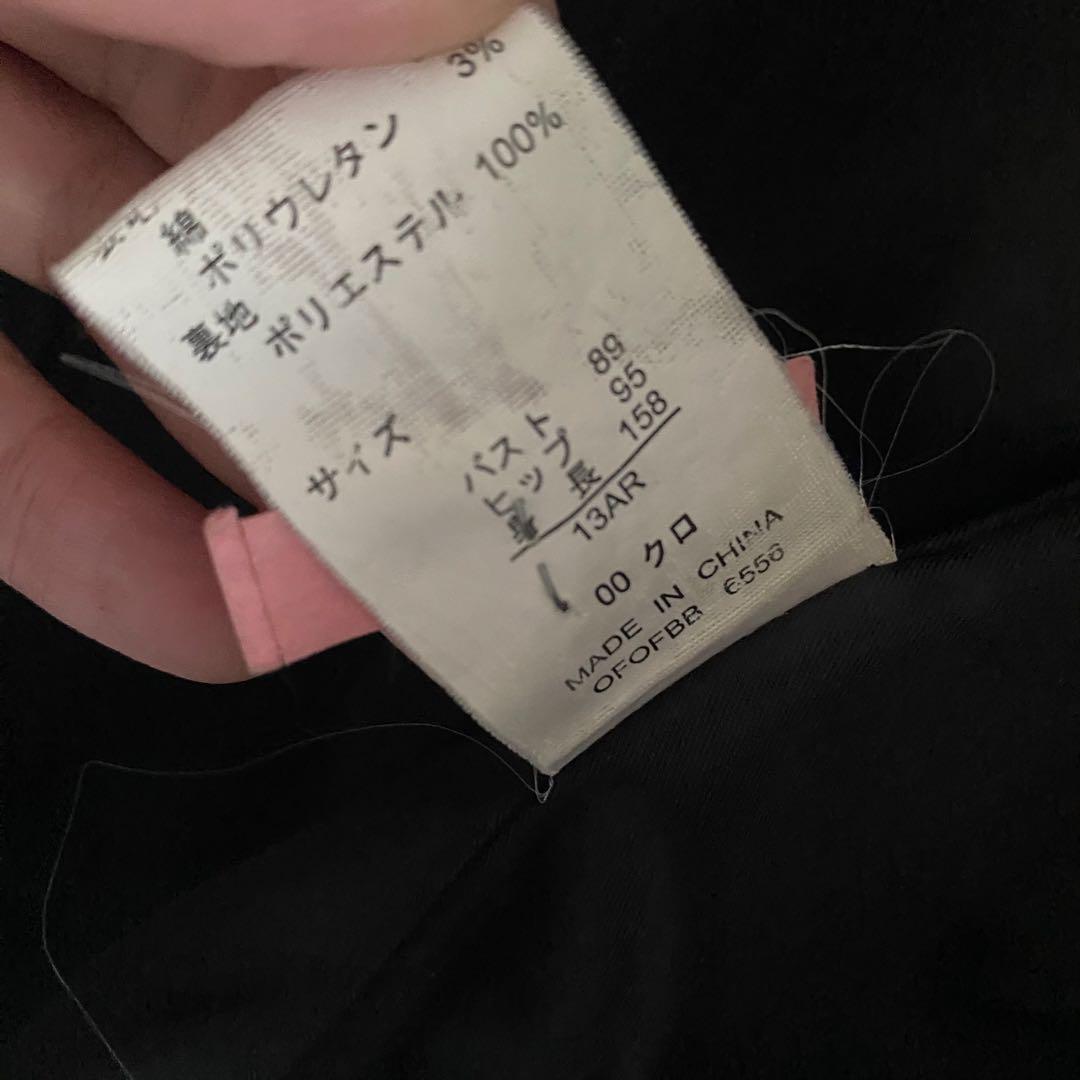 綿
ポリウレタン 3%
裏地
ポリエステル 100%
サイズ
バスト 89
ヒップ 95
身長 158
13AR
00 クロ
MADE IN CHINA
OFOFBB 6556